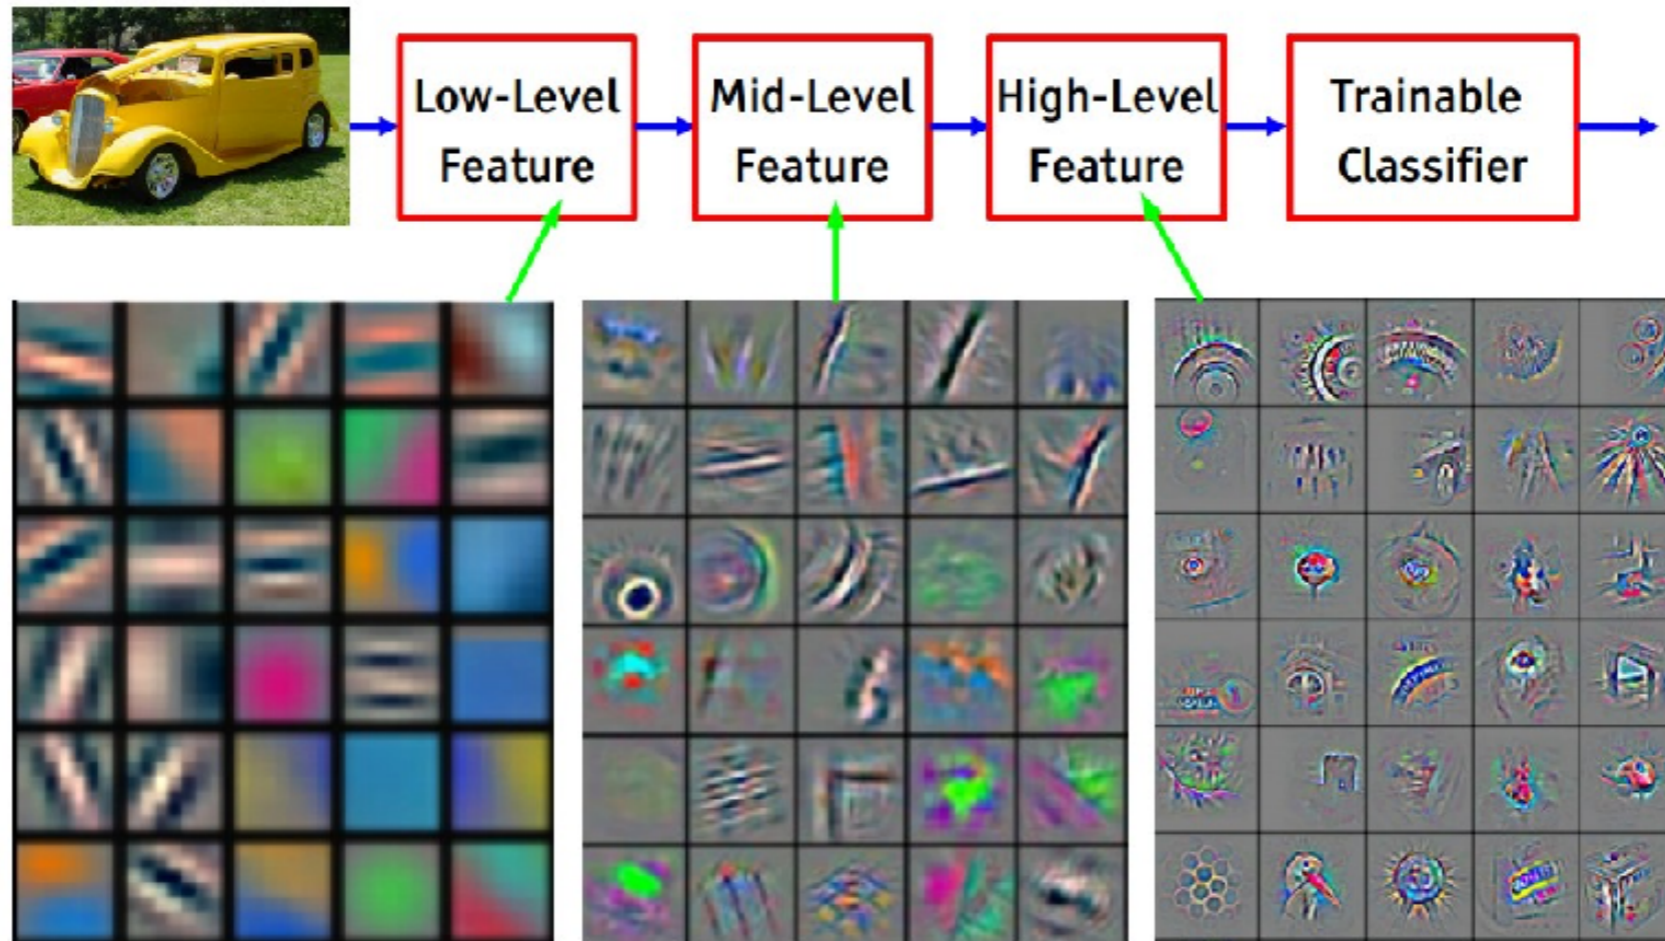 Low-Level
Feature
Mid-Level
Feature
High-Level
Feature
Trainable
Classifier